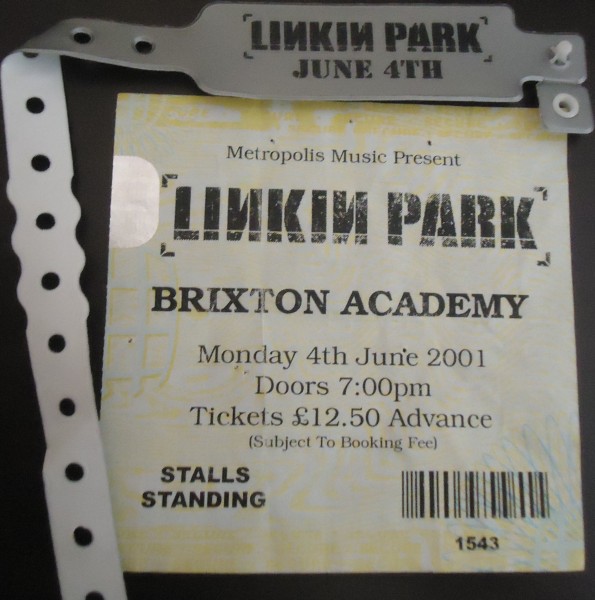 LINKIN PARK
JUNE 4TH
Metropolis Music Present
LINKIN PARK
BRIXTON ACADEMY
Monday 4th June 2001
Doors 7:00pm
Tickets £12.50 Advance
(Subject To Booking Fee)
STALLS
STANDING
1543